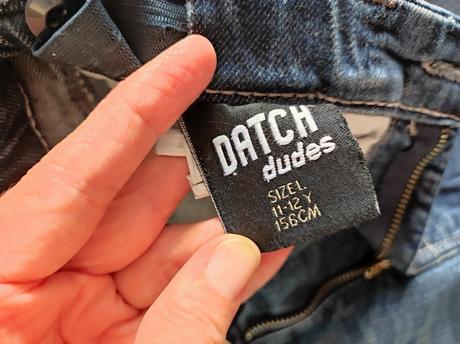 DATCH
dudes
SIZE L
11-12 Y
156CM